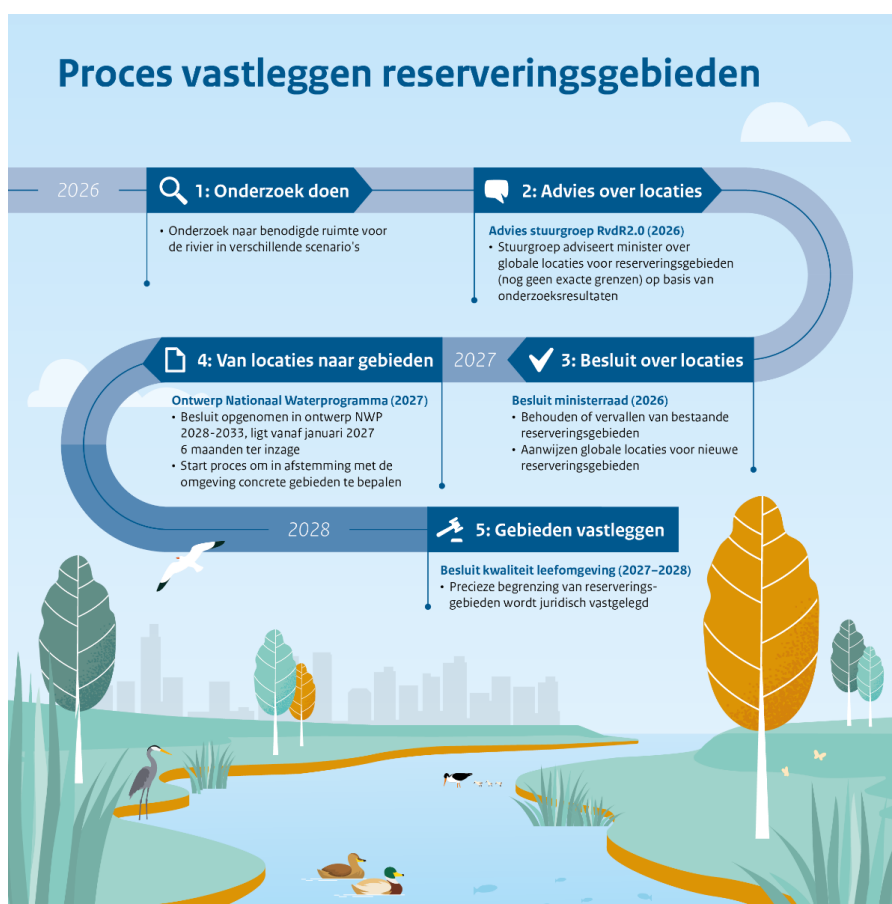 Proces vastleggen reserveringsgebieden
2026
1: Onderzoek doen
• Onderzoek naar benodigde ruimte voor
de rivier in verschillende scenario's
2: Advies over locaties
Advies stuurgroep RvdR2.0 (2026)
• Stuurgroep adviseert minister over
globale locaties voor reserveringsgebieden
(nog geen exacte grenzen) op basis van
onderzoeksresultaten
3: Besluit over locaties
Besluit ministerraad (2026)
• Behouden of vervallen van bestaande
reserveringsgebieden
• Aanwijzen globale locaties voor nieuwe
reserveringsgebieden
2027
4: Van locaties naar gebieden
Ontwerp Nationaal Waterprogramma (2027)
• Besluit opgenomen in ontwerp NWP
2028-2033, ligt vanaf januari 2027
6 maanden ter inzage
• Start proces om in afstemming met de
omgeving concrete gebieden te bepalen
2028
5: Gebieden vastleggen
Besluit kwaliteit leefomgeving (2027–2028)
• Precieze begrenzing van reserverings-
gebieden wordt juridisch vastgelegd